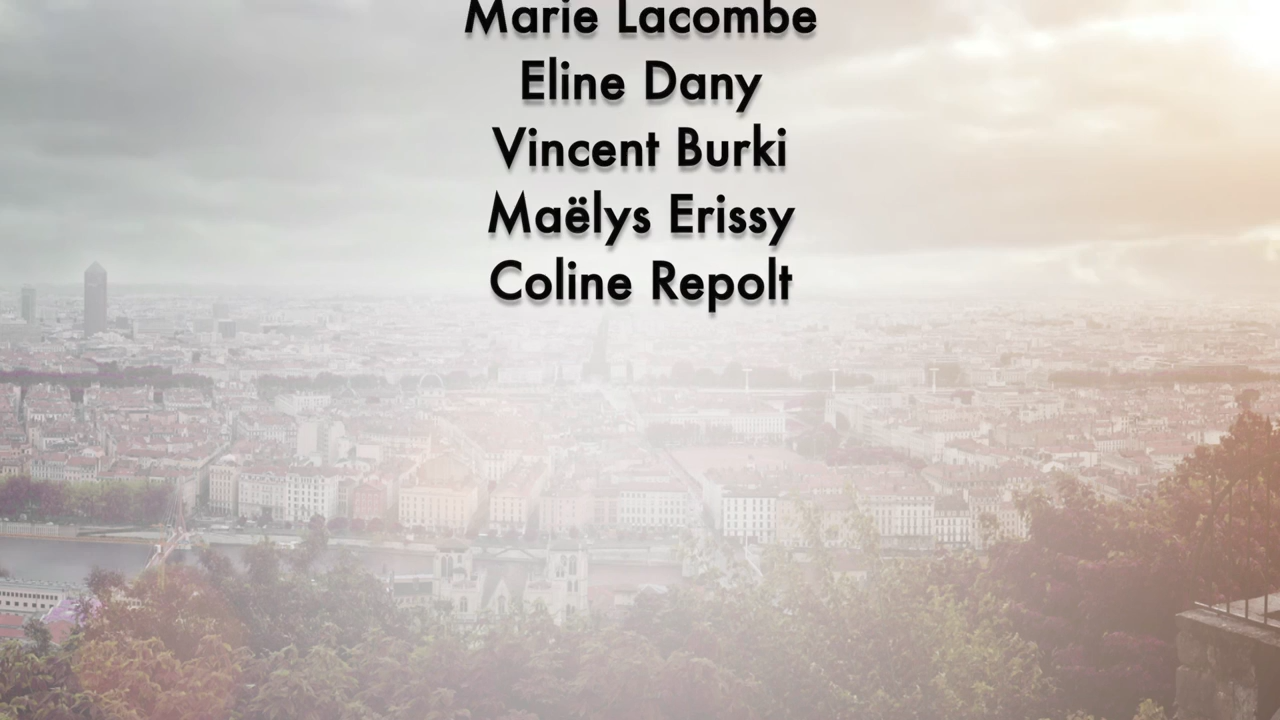 Marie Lacombe
Eline Dany
Vincent Burki
Maëlys Erissy
Coline Repolt